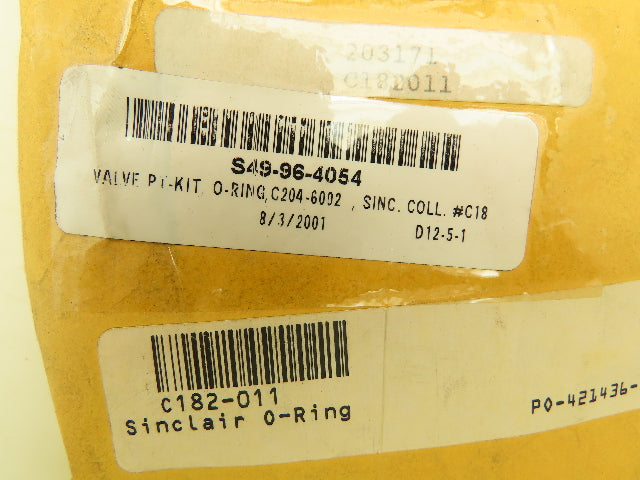 203171
C182011
S49-96-4054
VALVE PT-KIT, O-RING,C204-6002 , SINC. COLL. #C18
8/3/2001 D12-5-1
C182-011
Sinclair O-Ring
PO-421436-